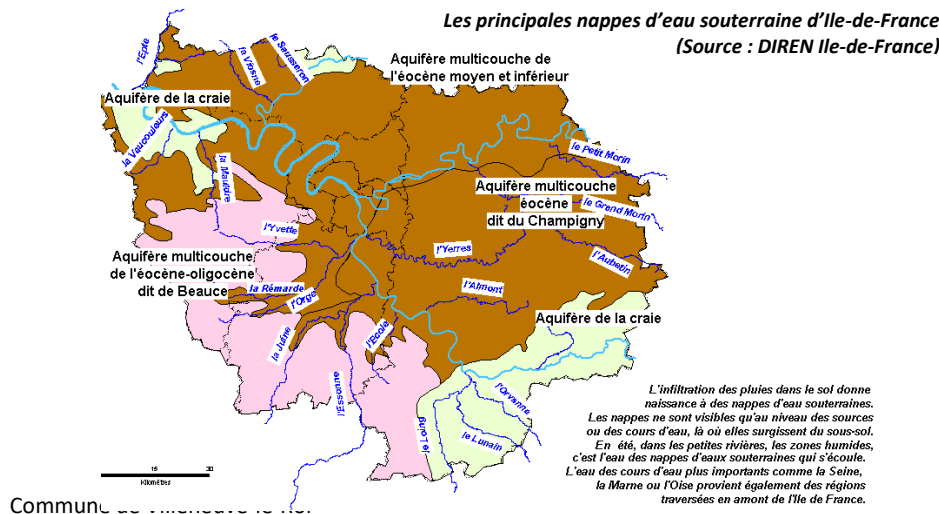 Les principales nappes d'eau souterraine d'Ile-de-France
(Source : DIREN Ile-de-France)
l'Epte
la Viosne
le Sausseron
Aquifère multicouche de
l'éocène moyen et inférieur
Aquifère de la craie
la Vaucouleurs
la Mauldre
le Petit Morin
Aquifère multicouche
éocène
dit du Champigny
le Grand Morin
l'Yvette
l'Yerres
l'Aubetin
Aquifère multicouche
de l'éocène-oligocène
dit de Beauce
la Rémarde
l'Orge
l'Almont
la Juine
l'Ecole
Aquifère de la craie
l'Essonne
le Loing
l'Orvanne
le Lunain
L'infiltration des pluies dans le sol donne
naissance à des nappes d'eau souterraines.
Les nappes ne sont visibles qu'au niveau des sources
ou des cours d'eau, là où elles surgissent du sous-sol.
En été, dans les petites rivières, les zones humides,
c'est l'eau des nappes d'eaux souterraines qui s'écoule.
L'eau des cours d'eau plus importants comme la Seine,
la Marne ou l'Oise provient également des régions
traversées en amont de l'Ile de France.
15 30
Kilomètres
Commune de Villeneuve-le-Roi